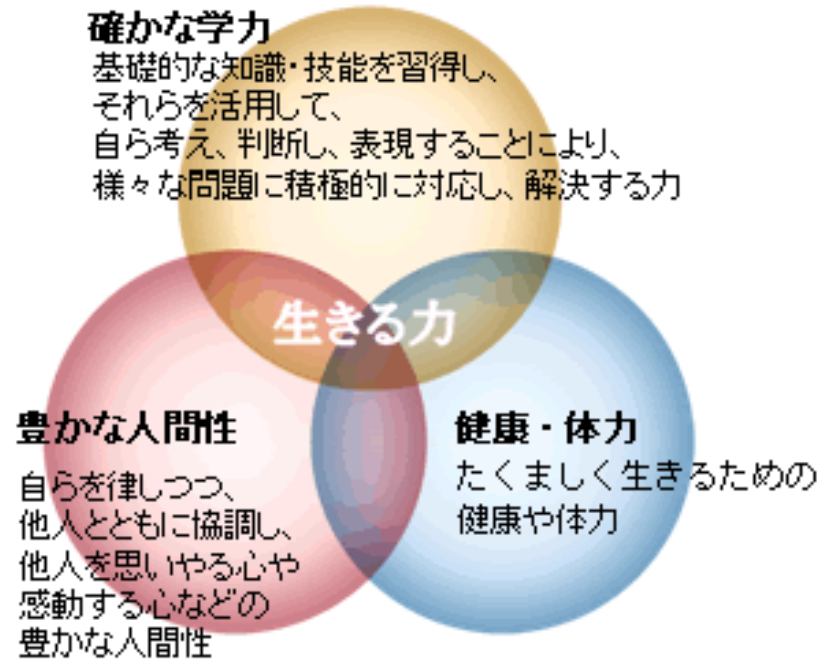 確かな学力
基礎的な知識・技能を習得し、
それらを活用して、
自ら考え、判断し、表現することにより、
様々な問題に積極的に対応し、解決する力
生きる力
豊かな人間性
自らを律しつつ、
他人とともに協調し、
他人を思いやる心や
感動する心などの
豊かな人間性
健康・体力
たくましく生きるための
健康や体力